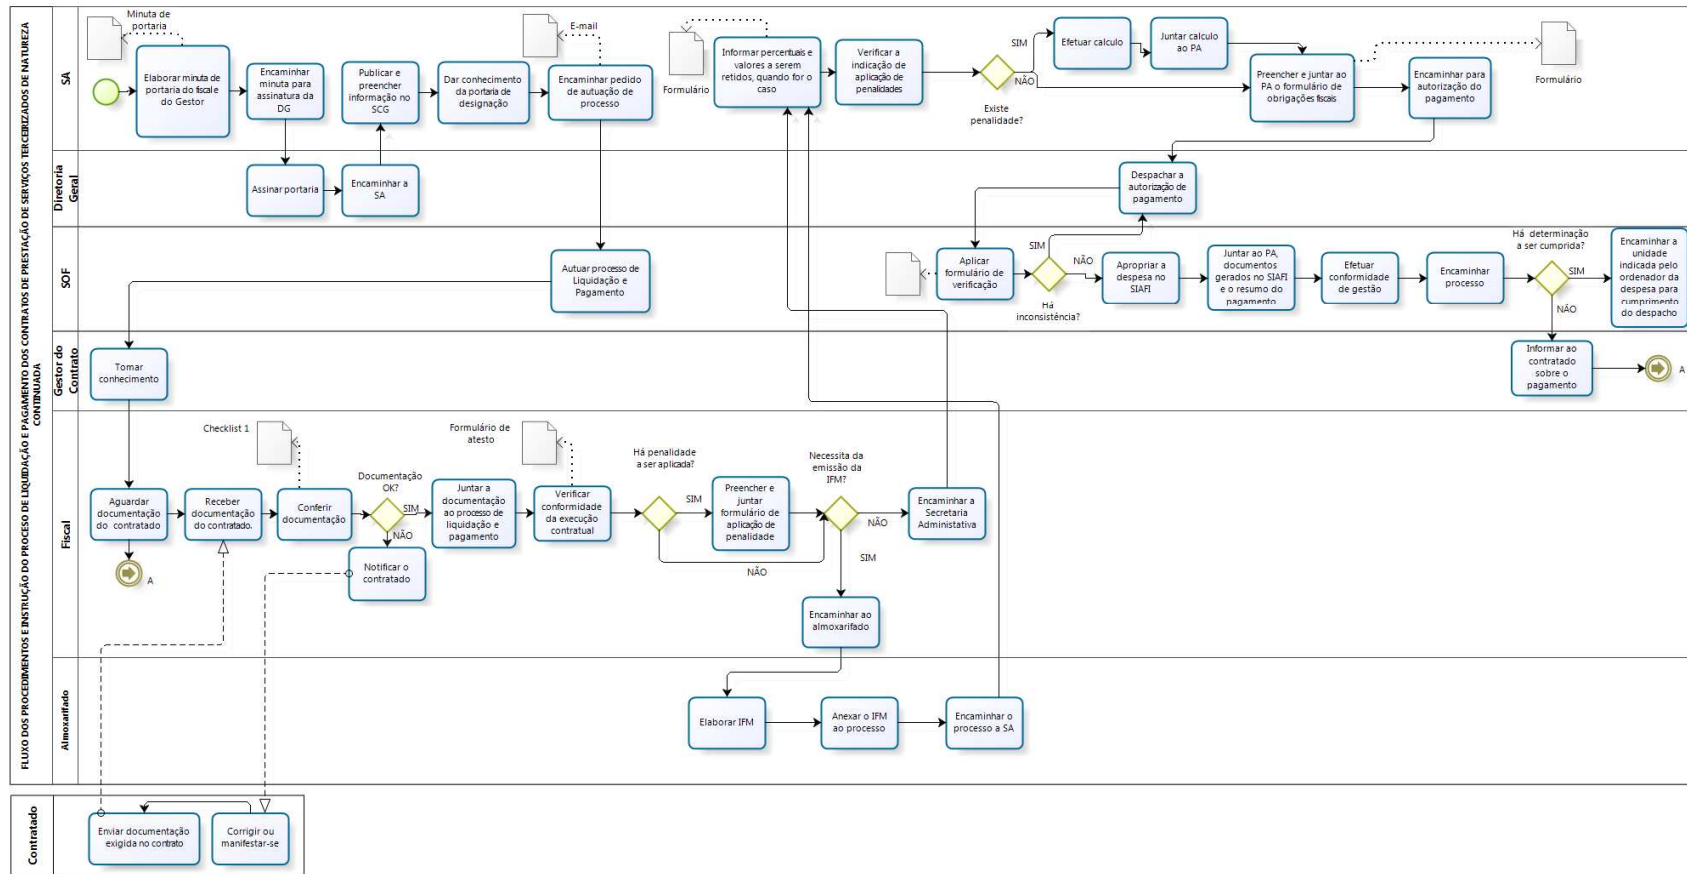 FLUXO DOS PROCEDIMENTOS E INSTRUÇÃO DO PROCESO DE LIQUIDAÇÃO E PAGAMENTO DOS CONTRATOS DE PRESTAÇÃO DE SERVIÇOS TERCEIRIZADOS DE NATUREZA
CONTINUADA
SA
Minuta de
portaria
Elaborar minuta de
portaria do fiscal e
do Gestor
Encaminhar
minuta para
assinatura da
DG
Publicar e
preencher
informação no
SCG
Dar conhecimento
da portaria de
designação
E-mail
Encaminhar pedido
de autuação de
processo
Formulário
Informar percentuais e
valores a serem
retidos, quando for o
caso
Verificar a
indicação de
aplicação de
penalidades
Existe
penalidade?
SIM
NÃO
Efetuar calculo
Juntar calculo
ao PA
Preencher e juntar ao
PA o formulário de
obrigações fiscais
Formulário
Encaminhar para
autorização do
pagamento
Diretoria
Geral
Assinar portaria
Encaminhar a
SA
Despachar a
autorização de
pagamento
SOF
Autuar processo de
Liquidação e
Pagamento
Aplicar
formulário de
verificação
SIM
NÃO
Há
inconsistência?
Apropriar a
despesa no
SIAFI
Juntar ao PA,
documentos
gerados no SIAFI
e o resumo do
pagamento
Efetuar
conformidade
de gestão
Encaminhar
processo
Há determinação
a ser cumprida?
SIM
NÃO
Encaminhar a
unidade
indicada pelo
ordenador da
despesa para
cumprimento
do despacho
Gestor do
Contrato
Tomar
conhecimento
Informar ao
contratado
sobre o
pagamento
A
Fiscal
Aguardar
documentação
do contratado
A
Receber
documentação
do contratado.
Checklist 1
Conferir
documentação
Documentação
OK?
SIM
NÃO
Notificar o
contratado
Juntar a
documentação
ao processo de
liquidação e
pagamento
Formulário de
atesto
Verificar
conformidade
da execução
contratual
Há penalidade
a ser aplicada?
SIM
NÃO
Preencher e
juntar
formulário de
aplicação de
penalidade
Necessita da
emissão da
IFM?
NÃO
SIM
Encaminhar a
Secretaria
Administativa
Encaminhar ao
almoxarifado
Almoxarifado
Elaborar IFM
Anexar o IFM
ao processo
Encaminhar o
processo a SA
Contratado
Enviar documentação
exigida no contrato
Corrigir ou
manifestar-se